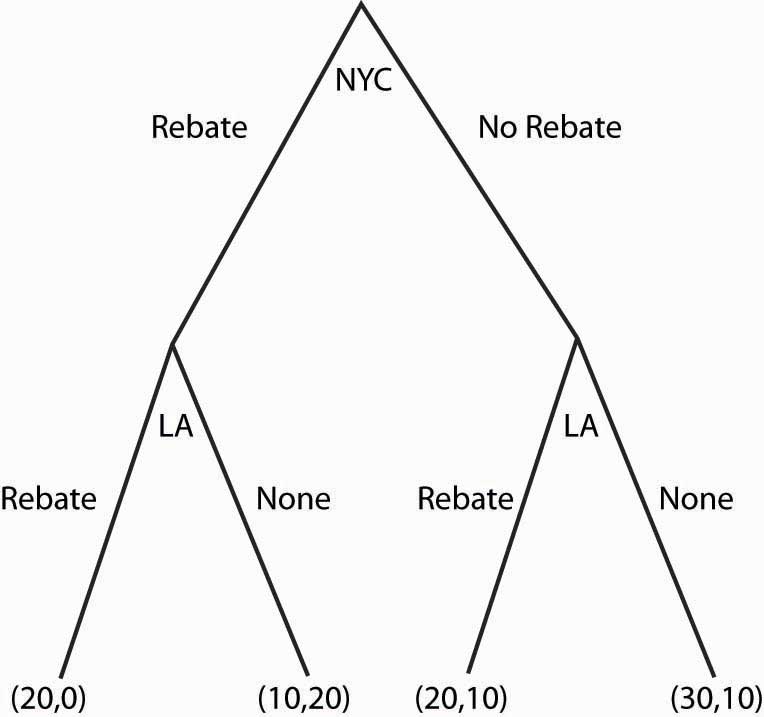 NYC
Rebate
No Rebate
LA
LA
Rebate
None
Rebate
None
(20,0)
(10,20)
(20,10)
(30,10)